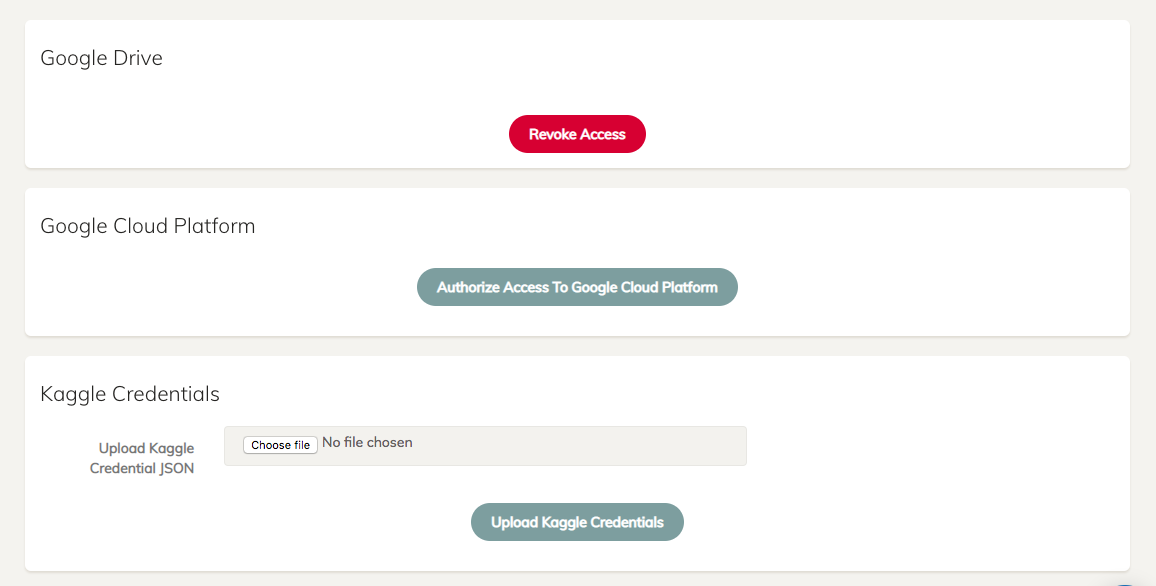 Google Drive
Revoke Access
Google Cloud Platform
Authorize Access To Google Cloud Platform
Kaggle Credentials
Upload Kaggle
Credential JSON
Choose file No file chosen
Upload Kaggle Credentials